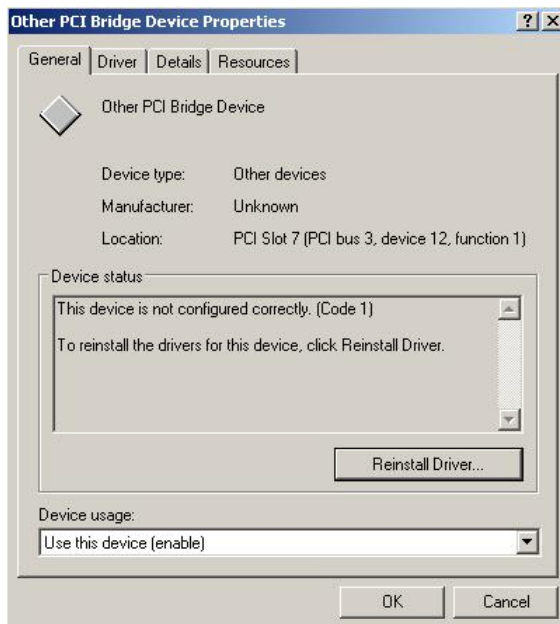 Other PCI Bridge Device Properties
General Driver Details Resources
Other PCI Bridge Device
Device type: Other devices
Manufacturer: Unknown
Location: PCI Slot 7 (PCI bus 3, device 12, function 1)
Device status
This device is not configured correctly. (Code 1)
To reinstall the drivers for this device, click Reinstall Driver.
Reinstall Driver...
Device usage:
Use this device (enable)
OK Cancel